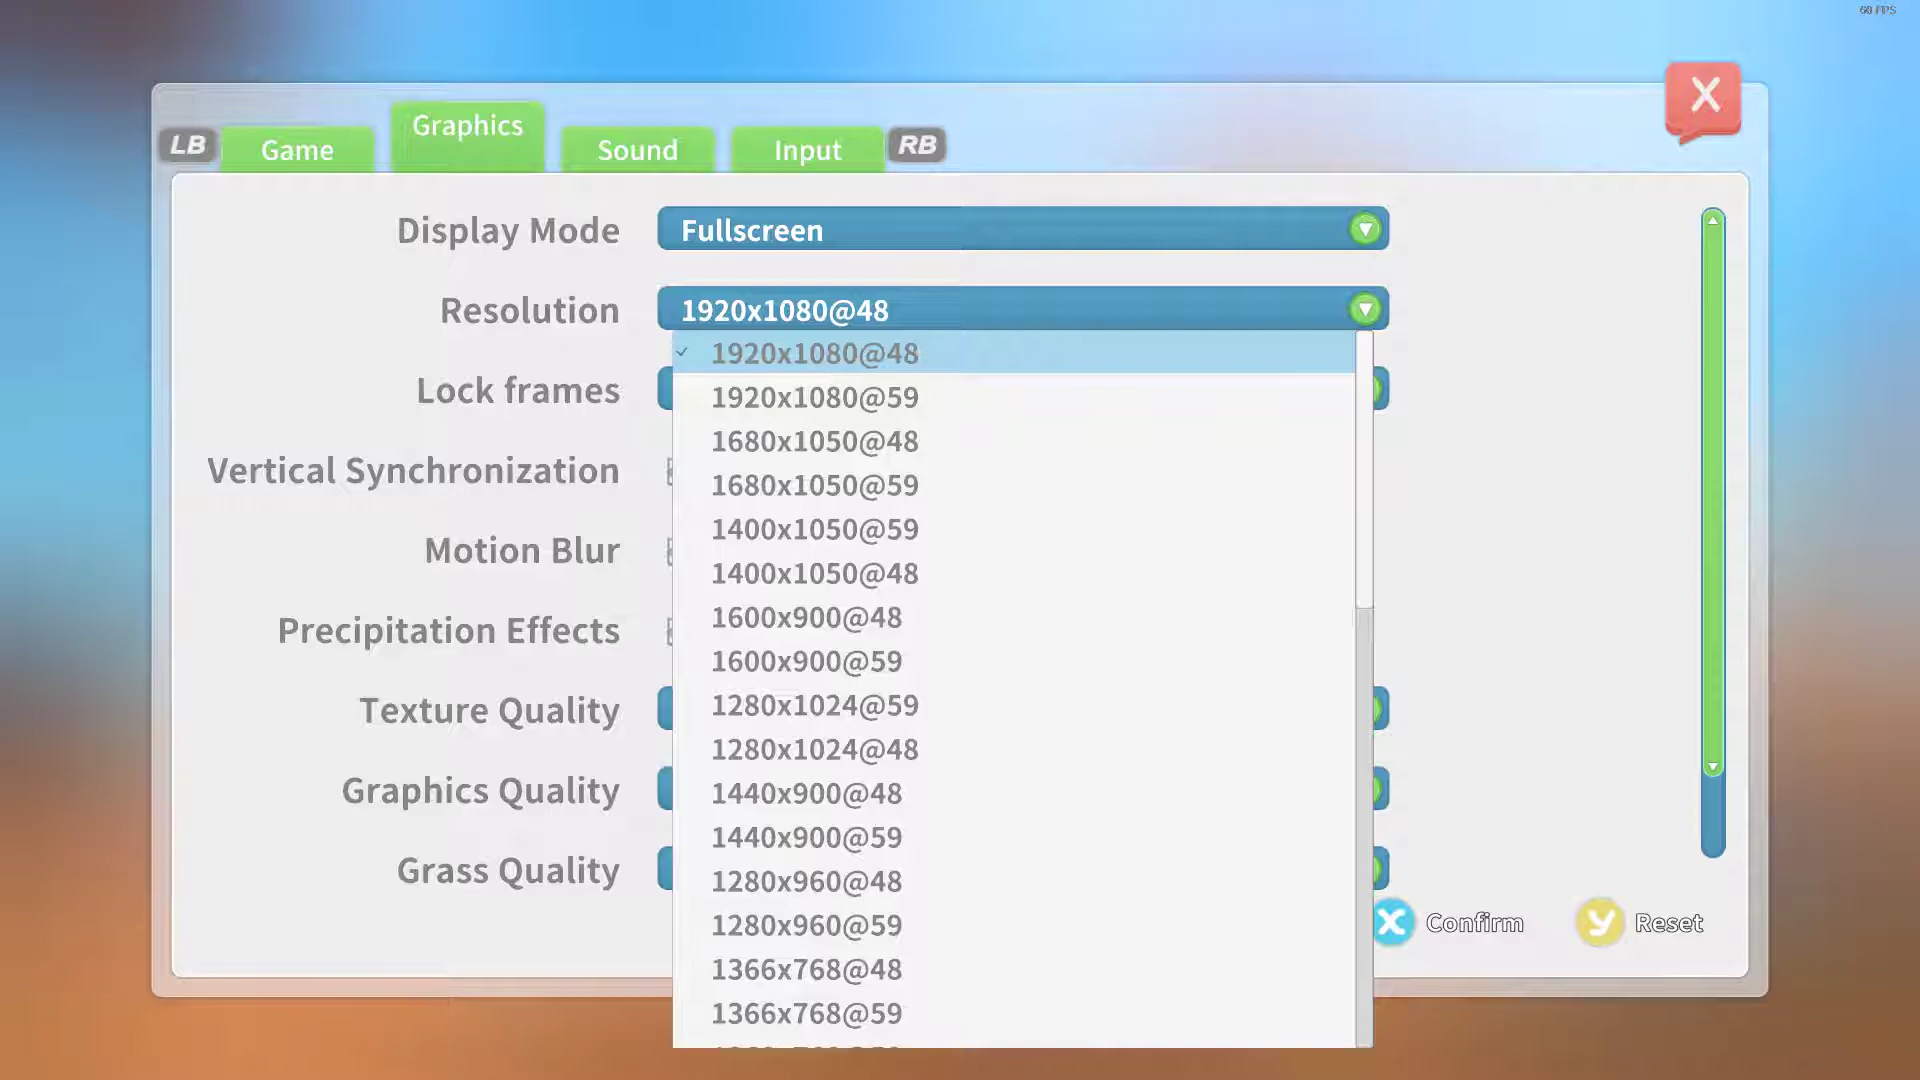 60 FPS
X
LB
Game
Graphics
Sound
Input
RB
Display Mode
Fullscreen
Resolution
1920x1080@48
1920x1080@48
1920x1080@59
1680x1050@48
1680x1050@59
1400x1050@59
1400x1050@48
1600x900@48
1600x900@59
1280x1024@59
1280x1024@48
1440x900@48
1440x900@59
1280x960@48
1280x960@59
1366x768@48
1366x768@59
Lock frames
Vertical Synchronization
Motion Blur
Precipitation Effects
Texture Quality
Graphics Quality
Grass Quality
X Confirm
Y Reset